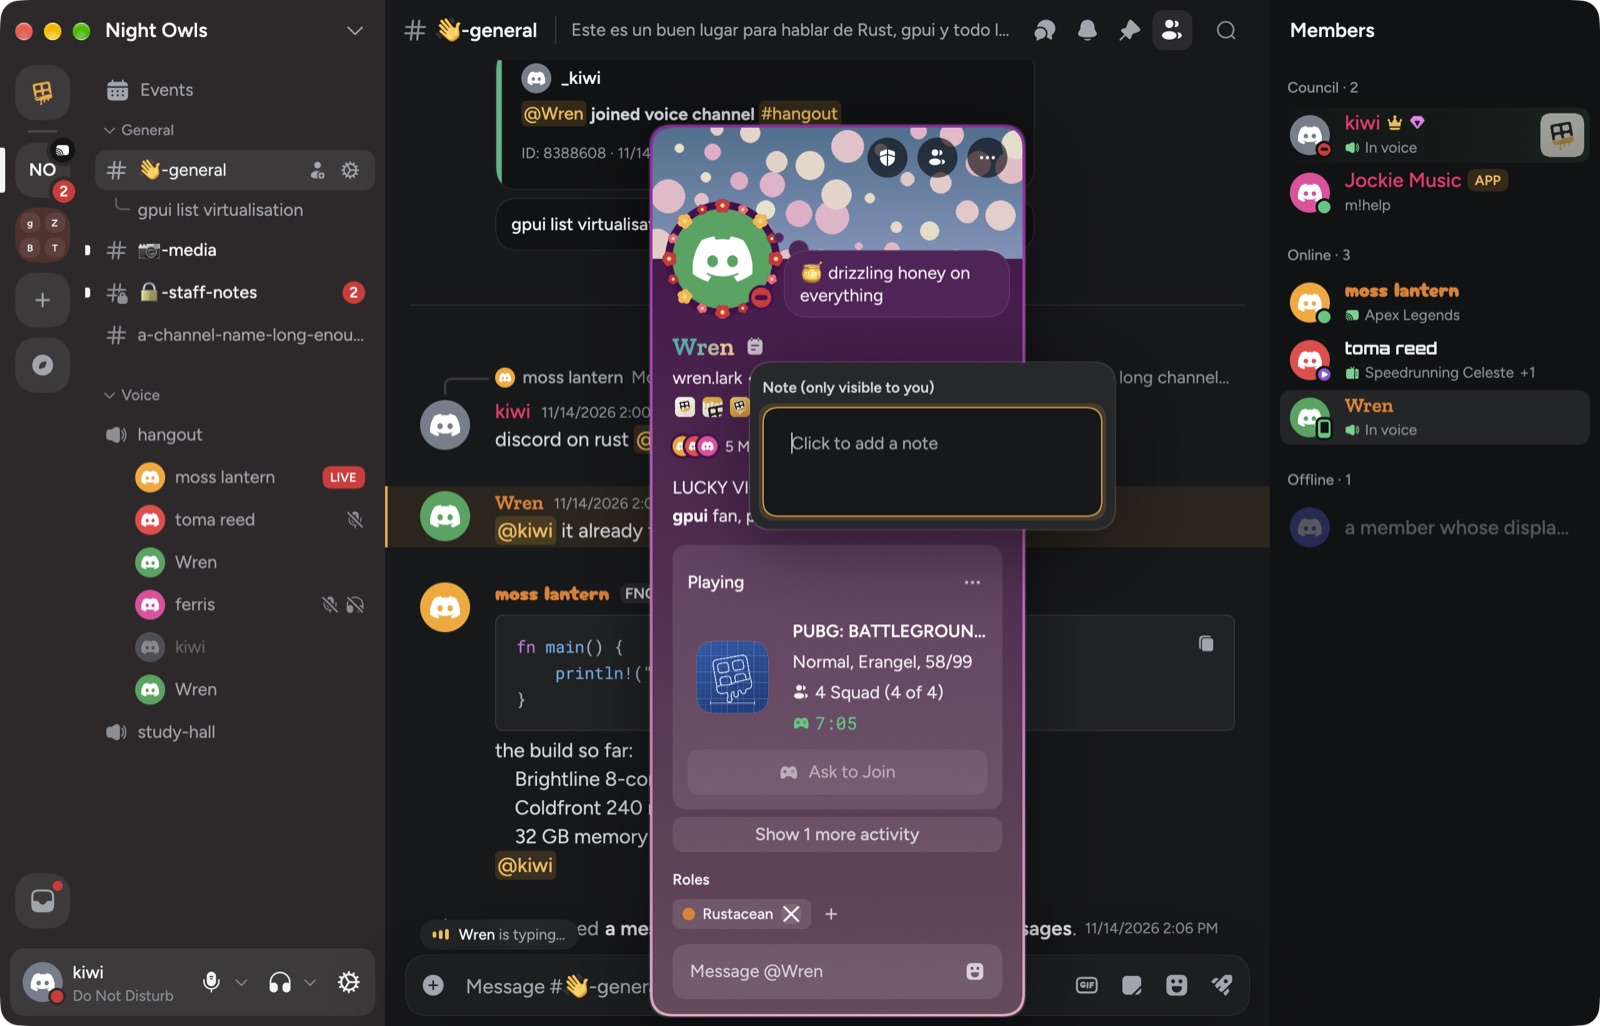 Night Owls
NO
2
g Z
B T
Events
General
# 👋-general
gpui list virtualisation
# 📷-media
🔒-staff-notes
2
# a-channel-name-long-enou...
Voice
hangout
moss lantern
LIVE
toma reed
Wren
ferris
kiwi
Wren
study-hall
kiwi
Do Not Disturb
# 👋-general
Este es un buen lugar para hablar de Rust, gpui y todo l...
_kiwi
@Wren joined voice channel #hangout
ID: 8388608 · 11/14
gpui list virtualisa
moss lantern
long channel...
kiwi 11/14/2026 2:00
discord on rust @
Wren 11/14/2026 2:0
@kiwi it already
moss lantern
fn main() {
println!("
}
the build so far:
Brightline 8-co
Coldfront 240
32 GB memory
@kiwi
ed a me
sages. 11/14/2026 2:06 PM
Wren is typing...
Message #👋-gener
GIF
🍯 drizzling honey on
everything
Wren
wren.lark
5 M
LUCKY VI
gpui fan, p
Note (only visible to you)
Click to add a note
Playing
PUBG: BATTLEGROUN...
Normal, Erangel, 58/99
4 Squad (4 of 4)
7:05
Ask to Join
Show 1 more activity
Roles
Rustacean
Message @Wren
Members
Council · 2
kiwi
In voice
Jockie Music APP
m!help
Online · 3
moss lantern
Apex Legends
toma reed
Speedrunning Celeste +1
Wren
In voice
Offline · 1
a member whose displa...